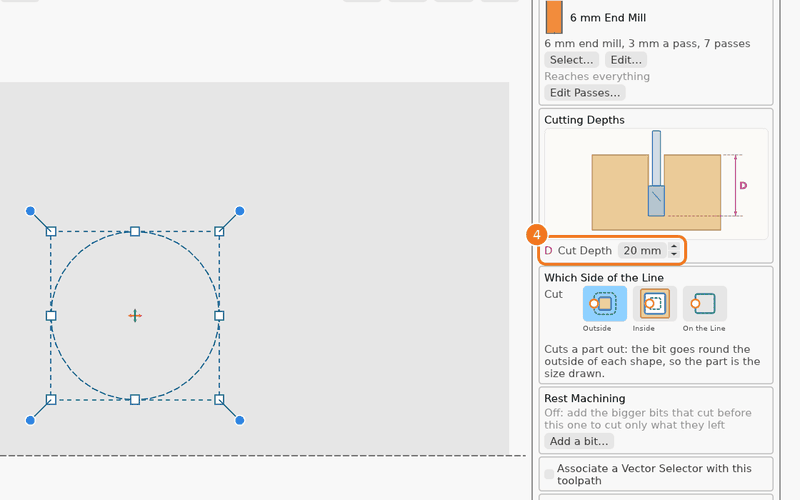 6 mm End Mill
6 mm end mill, 3 mm a pass, 7 passes
Select... Edit...
Reaches everything
Edit Passes...
Cutting Depths
D
4
D Cut Depth 20 mm
Which Side of the Line
Cut
Outside Inside On the Line
Cuts a part out: the bit goes round the
outside of each shape, so the part is the
size drawn.
Rest Machining
Off: add the bigger bits that cut before
this one to cut only what they left
Add a bit...
Associate a Vector Selector with this
toolpath